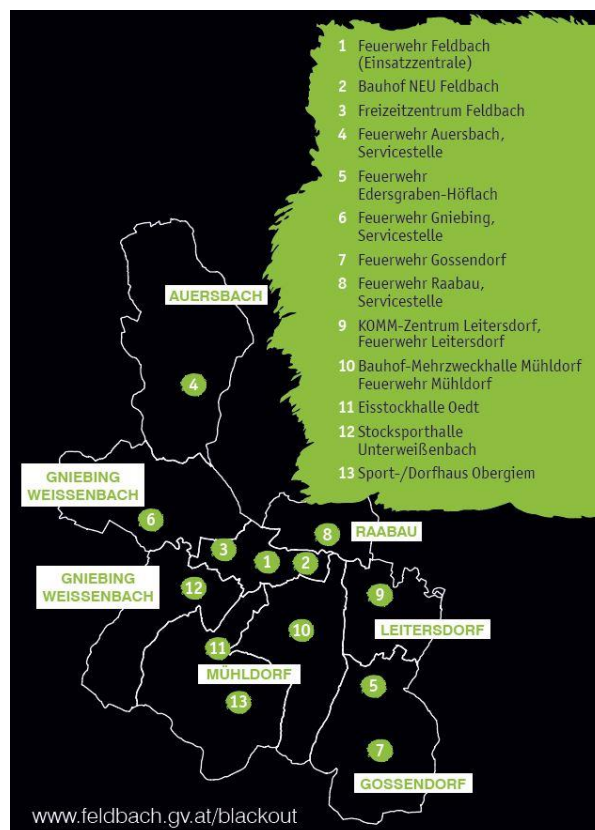 1 Feuerwehr Feldbach
(Einsatzzentrale)
2 Bauhof NEU Feldbach
3 Freizeitzentrum Feldbach
4 Feuerwehr Auersbach,
Servicestelle
5 Feuerwehr
Edersgraben-Höflach
6 Feuerwehr Gniebing,
Servicestelle
7 Feuerwehr Gossendorf
8 Feuerwehr Raabau,
Servicestelle
9 KOMM-Zentrum Leitersdorf,
Feuerwehr Leitersdorf
10 Bauhof-Mehrzweckhalle Mühldorf
Feuerwehr Mühldorf
11 Eisstockhalle Oedt
12 Stocksporthalle
Unterweißenbach
13 Sport-/Dorfhaus Obergiem
AUERSBACH
4
GNIEBING
WEISSENBACH
6
RAABAU
8
3
1
2
GNIEBING
WEISSENBACH
12
9
LEITERSDORF
10
11
MÜHLDORF
13
5
7
GOSSENDORF
www.feldbach.gv.at/blackout